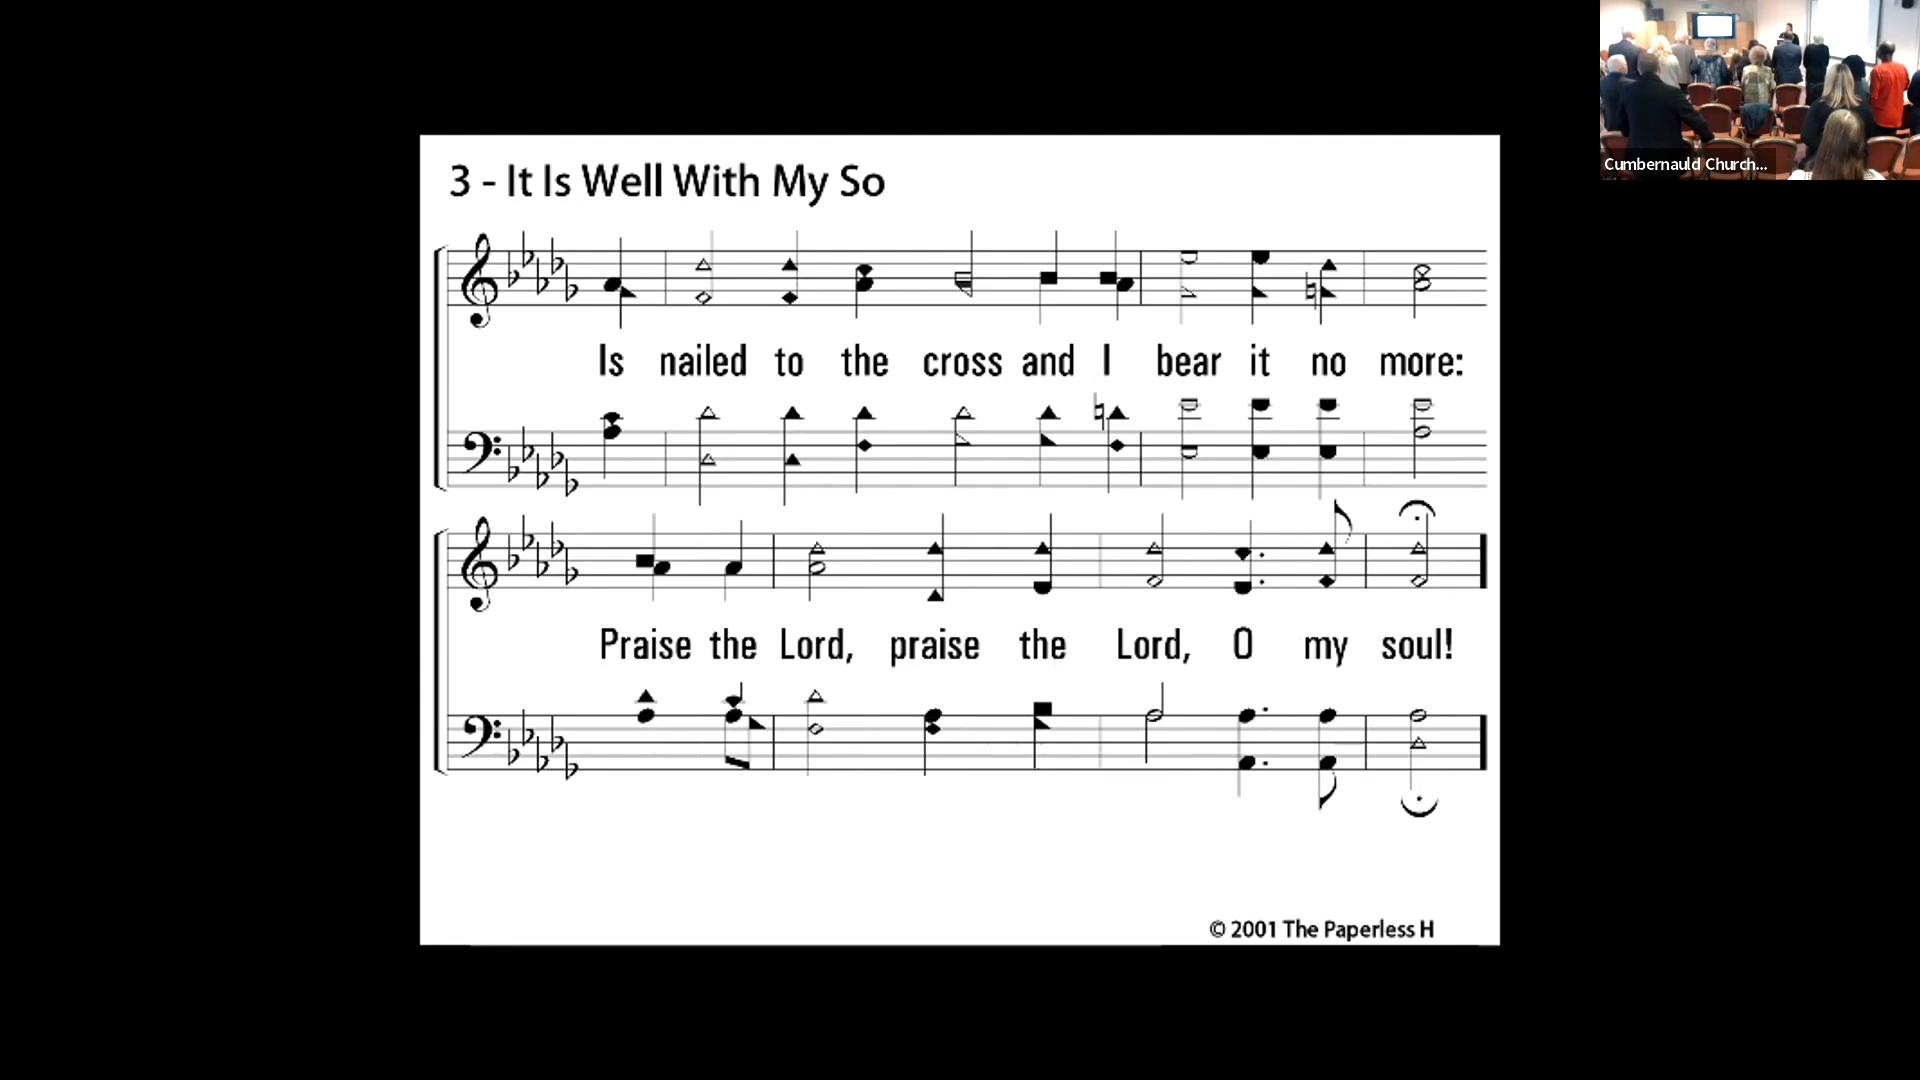 3 - It Is Well With My So
Is nailed to the cross and I bear it no more:
Praise the Lord, praise the Lord, O my soul!
© 2001 The Paperless H
Cumbernauld Church...